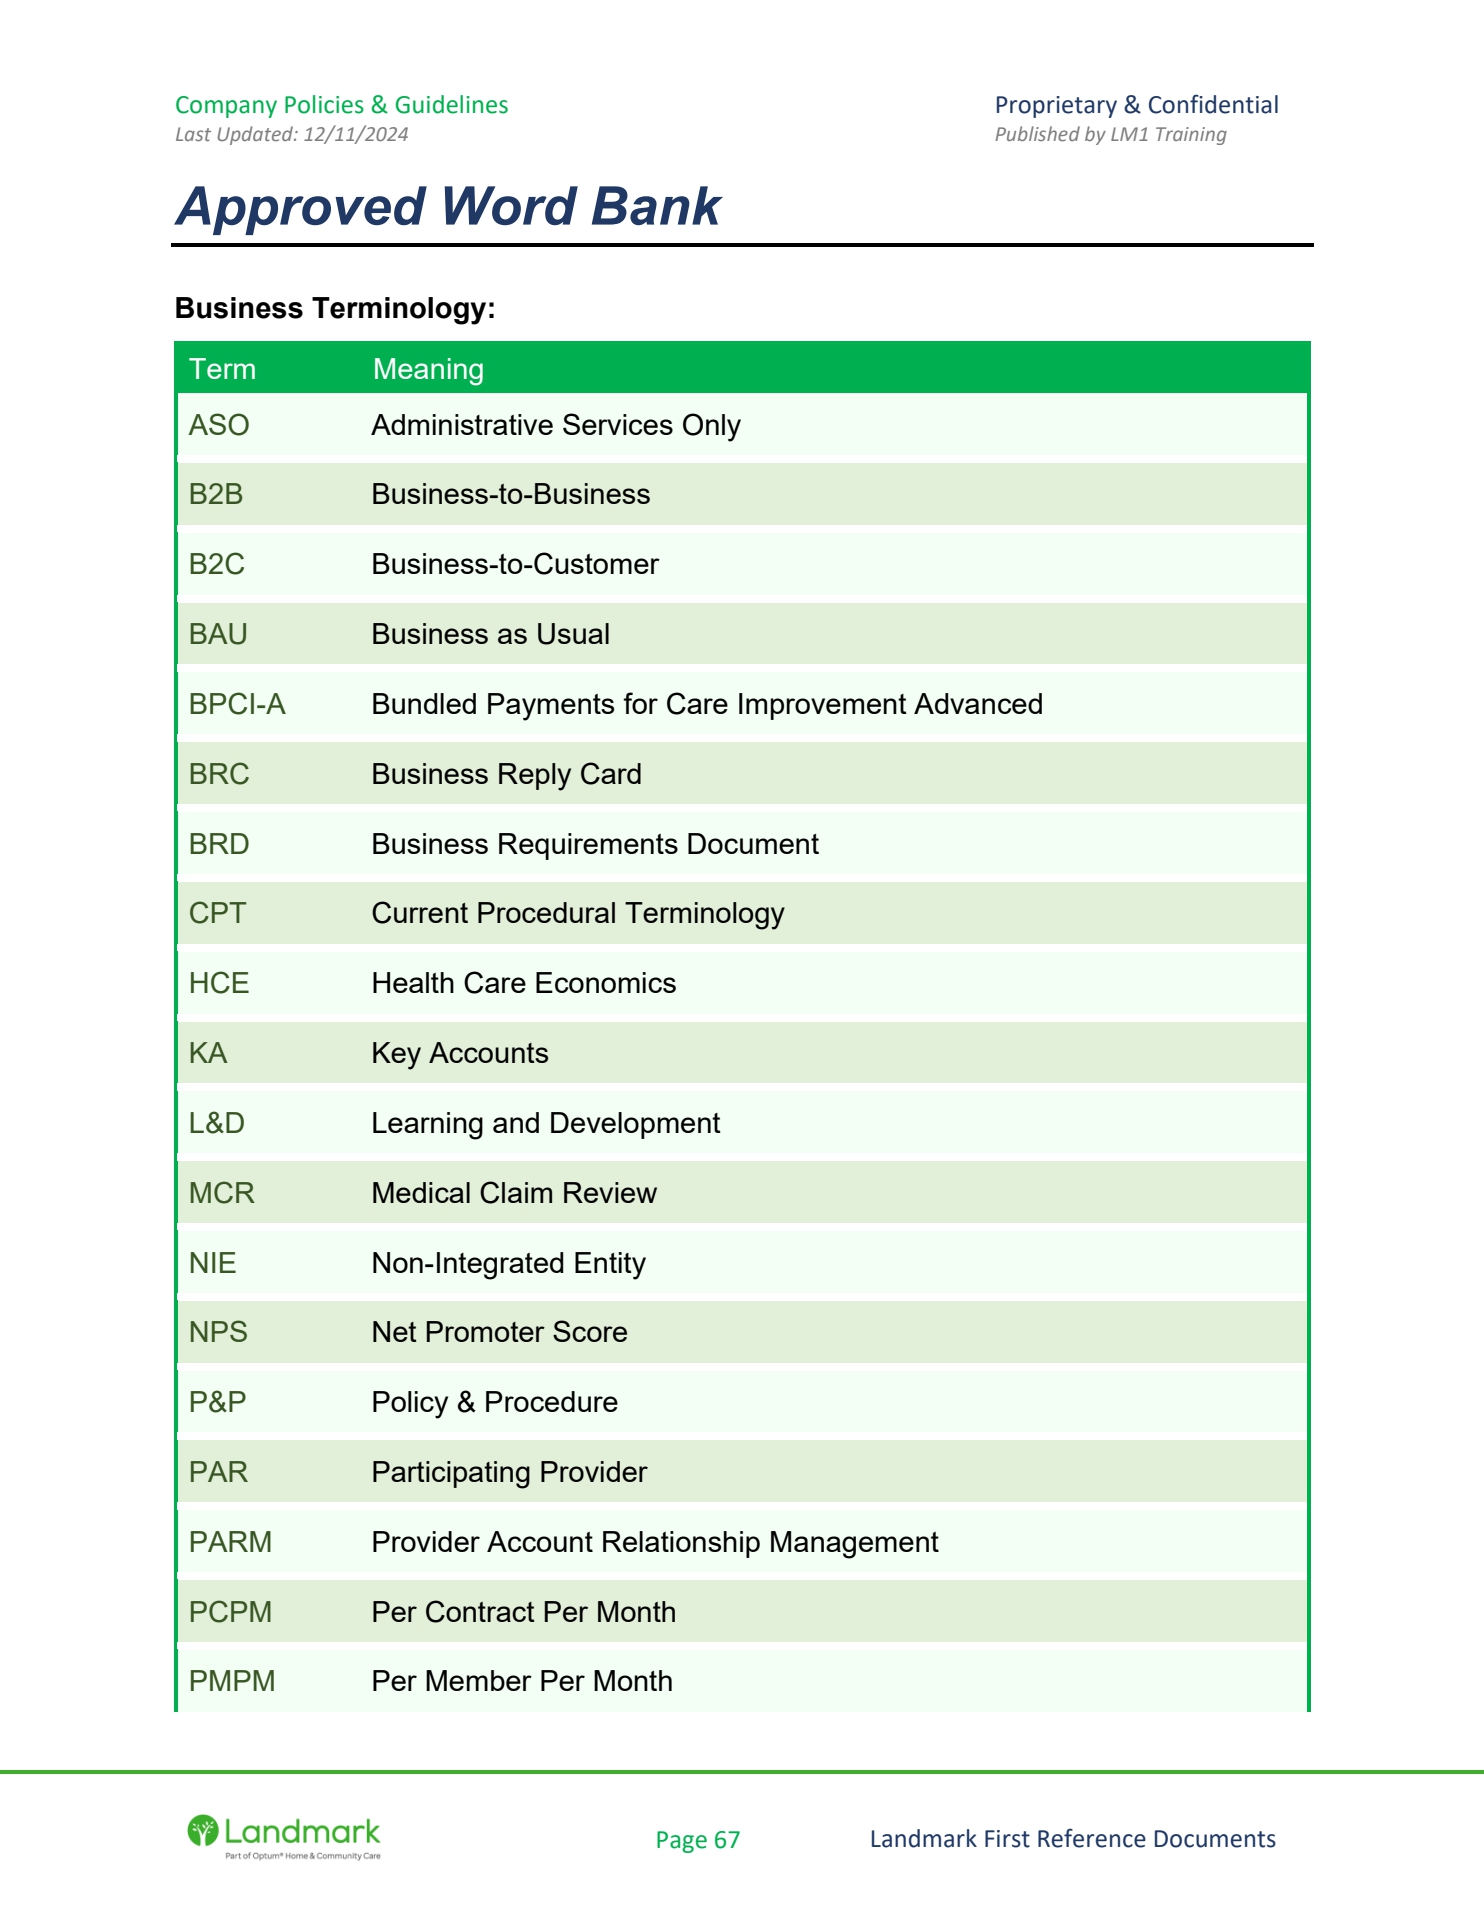 Company Policies & Guidelines Proprietary & Confidential
Last Updated: 12/11/2024 Published by LM1 Training
Approved Word Bank
Business Terminology:
Term Meaning
ASO Administrative Services Only
B2B Business-to-Business
B2C Business-to-Customer
BAU Business as Usual
BPCI-A Bundled Payments for Care Improvement Advanced
BRC Business Reply Card
BRD Business Requirements Document
CPT Current Procedural Terminology
HCE Health Care Economics
KA Key Accounts
L&D Learning and Development
MCR Medical Claim Review
NIE Non-Integrated Entity
NPS Net Promoter Score
P&P Policy & Procedure
PAR Participating Provider
PARM Provider Account Relationship Management
PCPM Per Contract Per Month
PMPM Per Member Per Month
Landmark
Part of Optum® Home & Community Care
Page 67 Landmark First Reference Documents